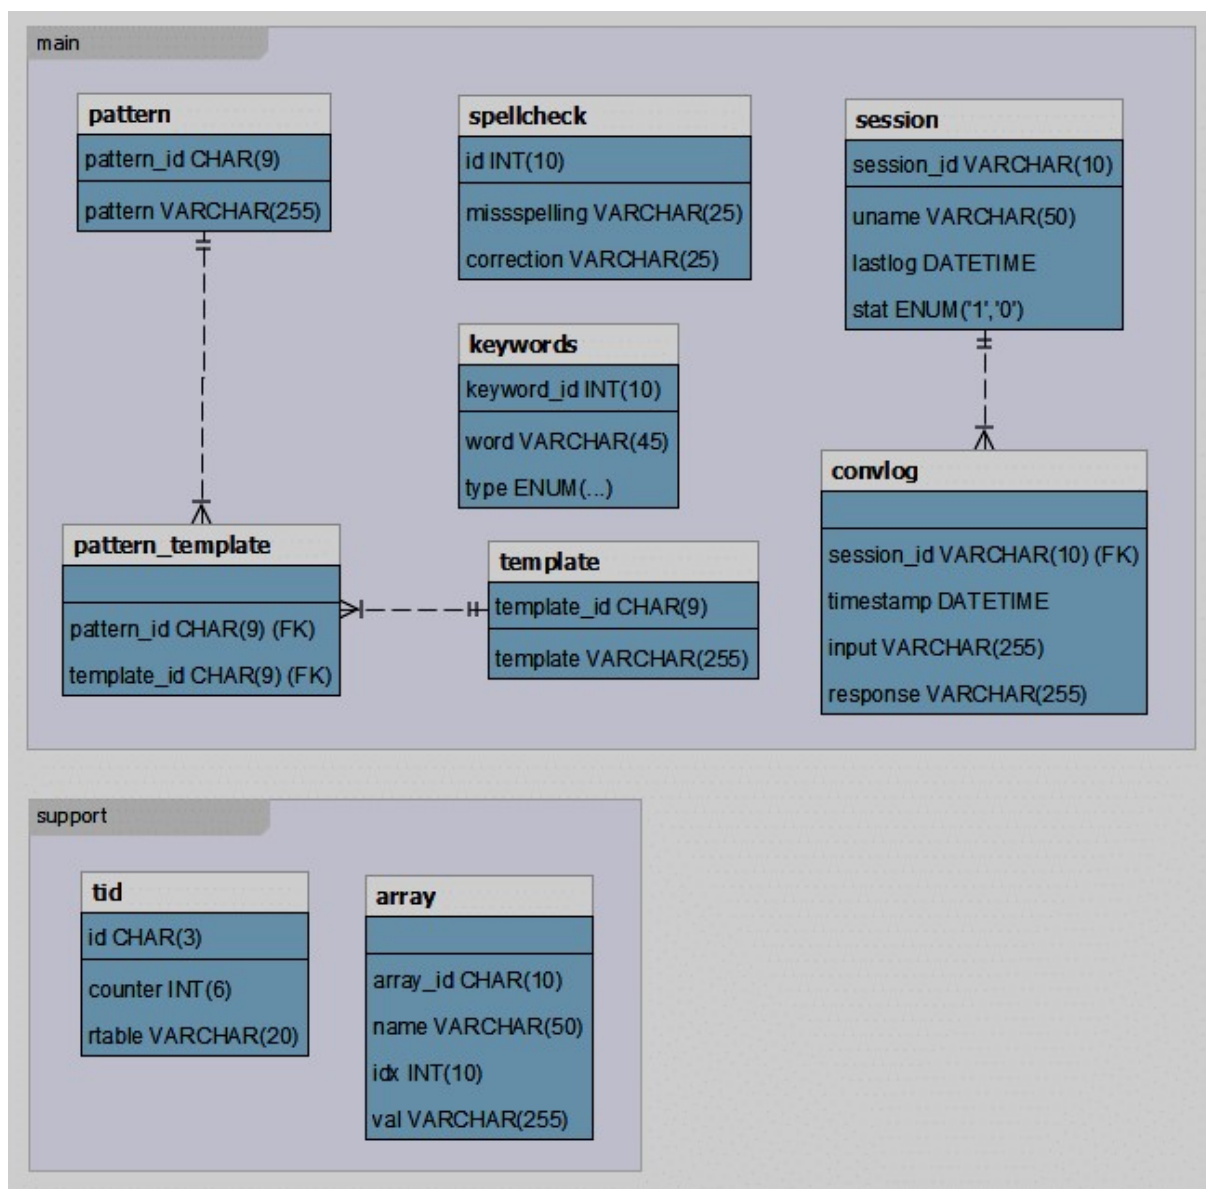 main
pattern
pattern_id CHAR(9)
pattern VARCHAR(255)
spellcheck
id INT(10)
missspelling VARCHAR(25)
correction VARCHAR(25)
session
session_id VARCHAR(10)
uname VARCHAR(50)
lastlog DATETIME
stat ENUM('1','0')
keywords
keyword_id INT(10)
word VARCHAR(45)
type ENUM(...)
convlog
session_id VARCHAR(10) (FK)
timestamp DATETIME
input VARCHAR(255)
response VARCHAR(255)
pattern_template
pattern_id CHAR(9) (FK)
template_id CHAR(9) (FK)
template
template_id CHAR(9)
template VARCHAR(255)
support
tid
id CHAR(3)
counter INT(6)
rtable VARCHAR(20)
array
array_id CHAR(10)
name VARCHAR(50)
idx INT(10)
val VARCHAR(255)